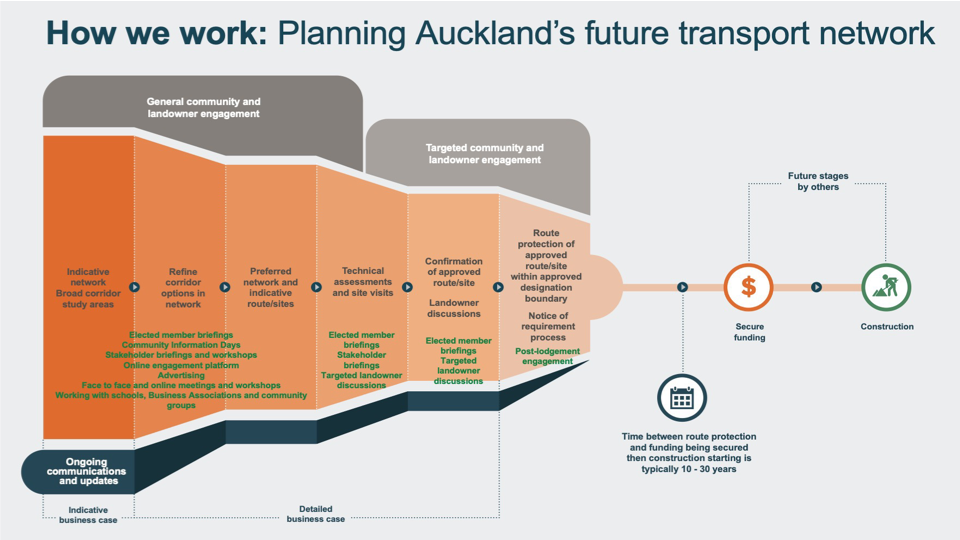 How we work: Planning Auckland's future transport network
General community and
landowner engagement
Targeted community and
landowner engagement
Future stages
by others
Indicative
network
Broad corridor
study areas
Refine
corridor
options in
network
Preferred
network and
indicative
route/sites
Technical
assessments
and site visits
Confirmation
of approved
route/site
Landowner
discussions
Route
protection of
approved
route/site
within approved
designation
boundary
Notice of
requirement
process
Post-lodgement
engagement
Elected member briefings
Community Information Days
Stakeholder briefings and workshops
Online engagement platform
Advertising
Face to face and online meetings and workshops
Working with schools, Business Associations and community
groups
Elected member
briefings
Stakeholder
briefings
Targeted landowner
discussions
Elected member
briefings
Targeted
landowner
discussions
$
Secure
funding
Construction
Time between route protection
and funding being secured
then construction starting is
typically 10 - 30 years
Ongoing
communications
and updates
Indicative
business case
Detailed
business case